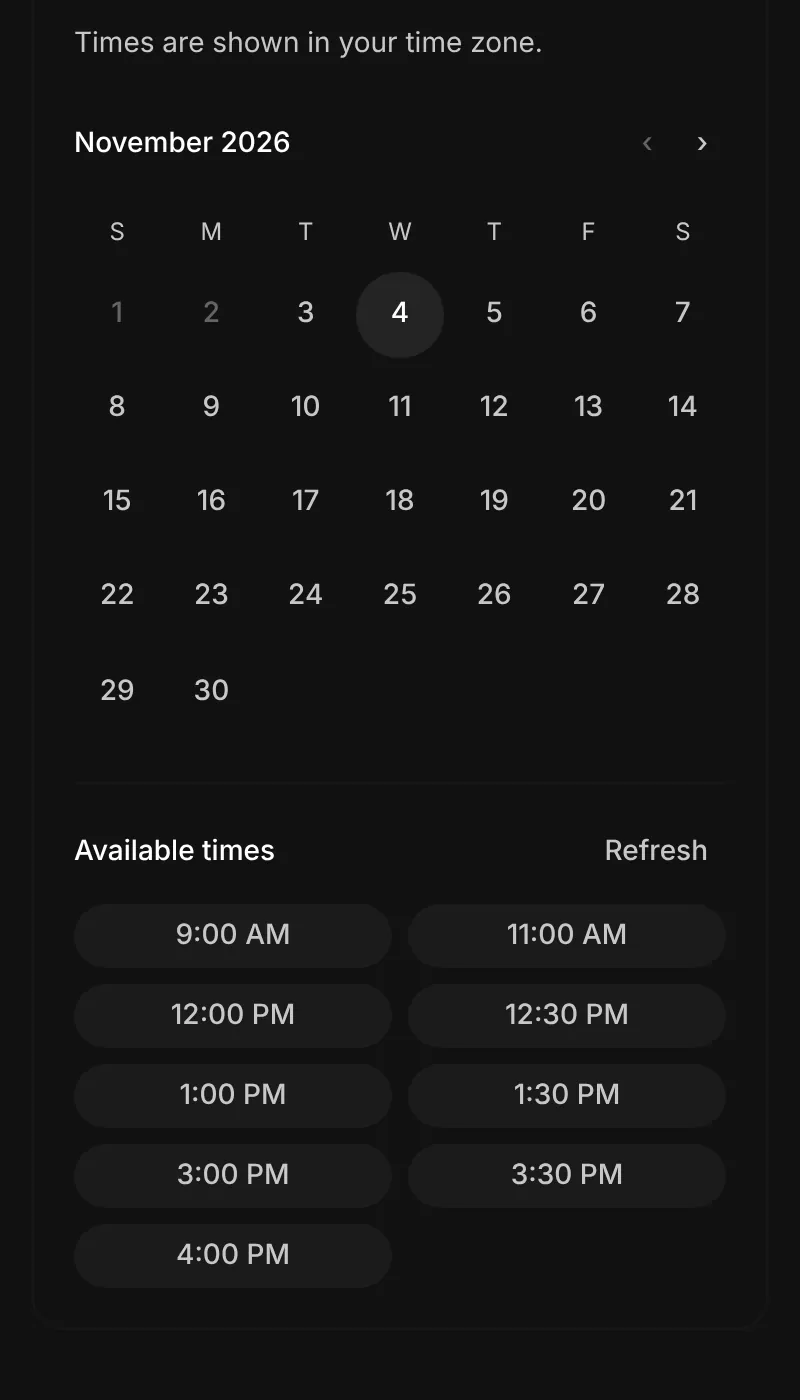 Times are shown in your time zone.
November 2026 ‹ ›
S M T W T F S
1 2 3 4 5 6 7
8 9 10 11 12 13 14
15 16 17 18 19 20 21
22 23 24 25 26 27 28
29 30
Available times Refresh
9:00 AM 11:00 AM
12:00 PM 12:30 PM
1:00 PM 1:30 PM
3:00 PM 3:30 PM
4:00 PM